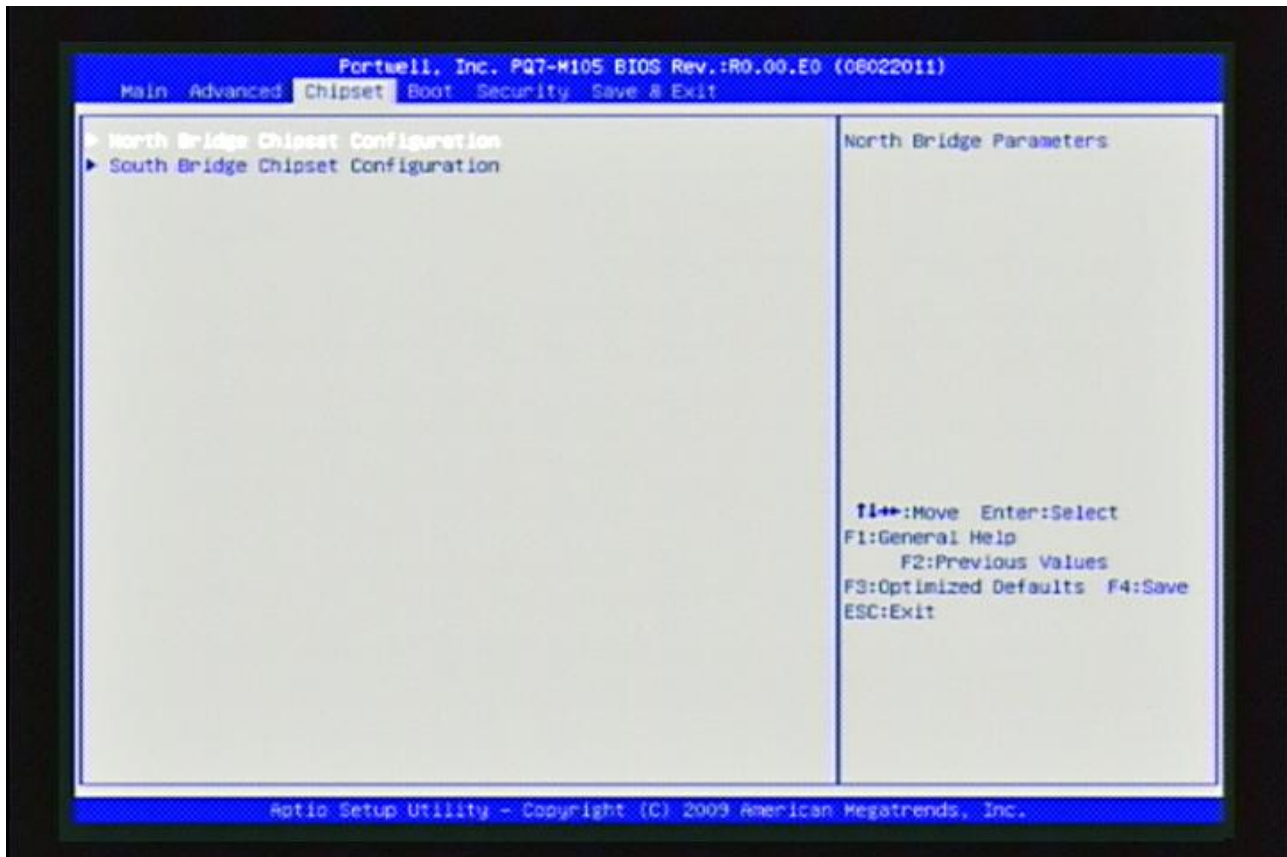 Portwell, Inc. PQ7-M105 BIOS Rev.:R0.00.E0 (08022011)
Main Advanced Chipset Boot Security Save & Exit
► North Bridge Chipset Configuration
► South Bridge Chipset Configuration
North Bridge Parameters
↑↓→←:Move Enter:Select
F1:General Help
F2:Previous Values
F3:Optimized Defaults F4:Save
ESC:Exit
Aptio Setup Utility - Copyright (C) 2009 American Megatrends, Inc.